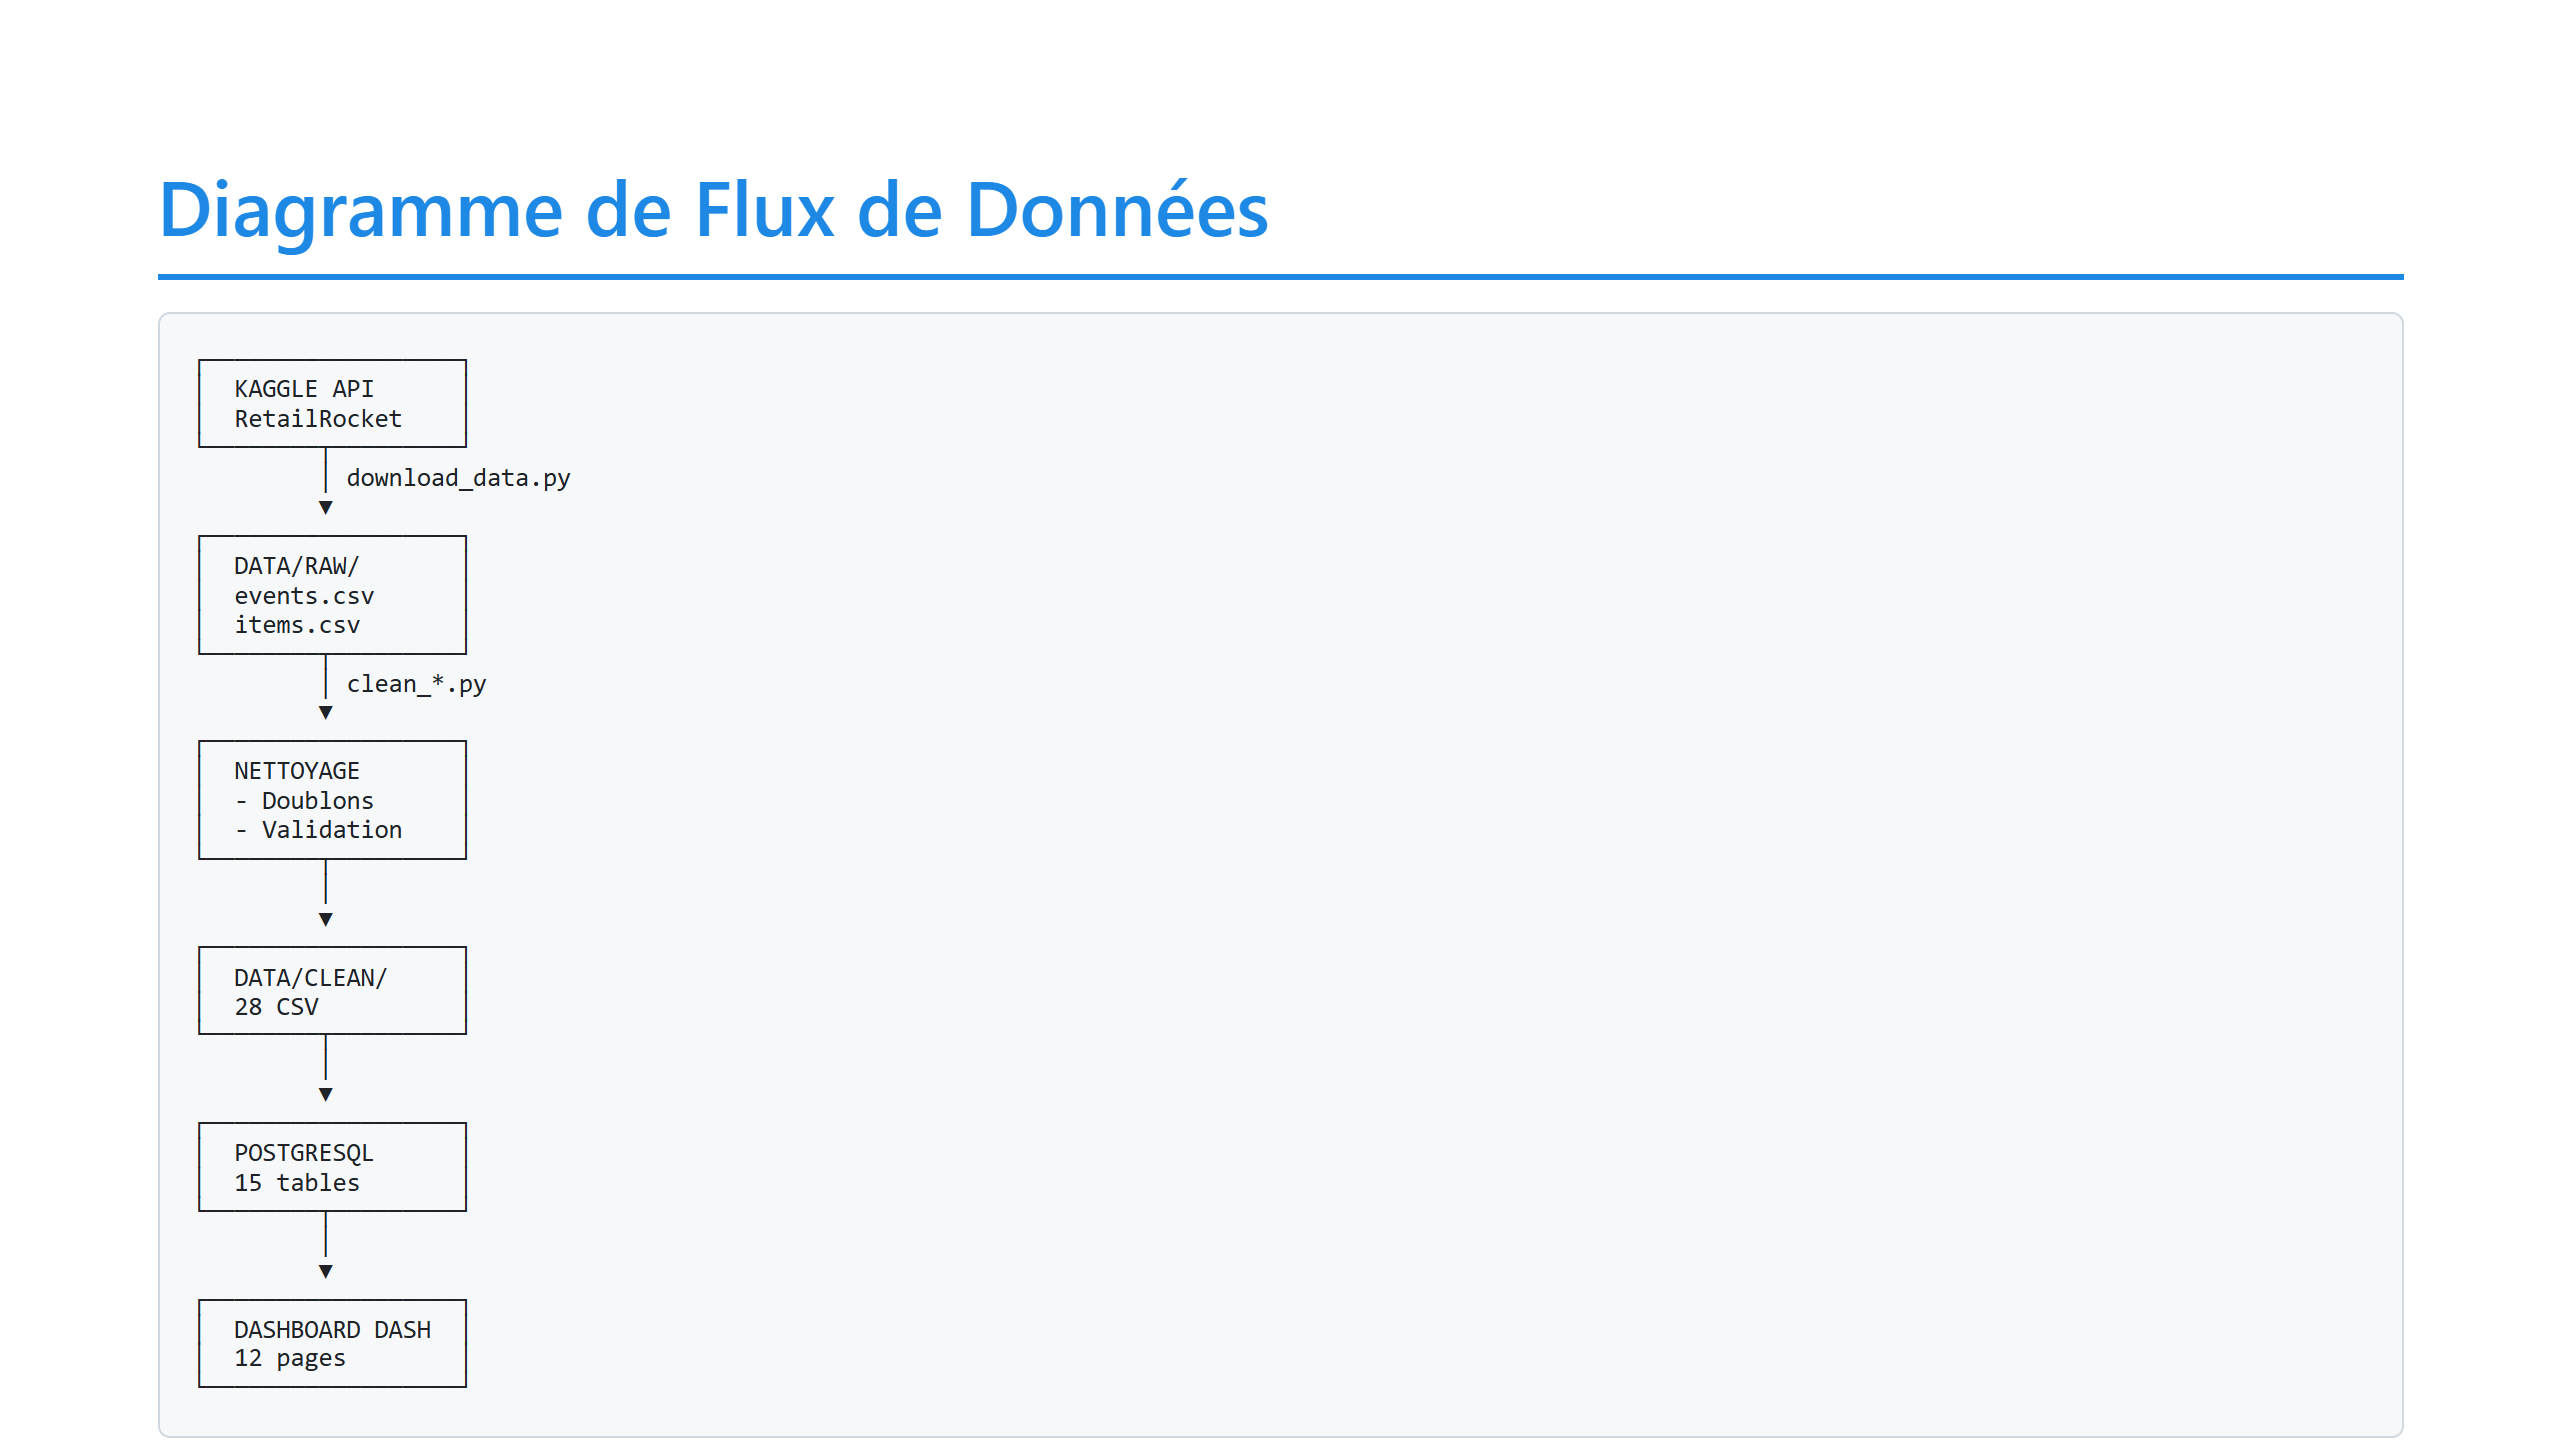 Diagramme de Flux de Données
KAGGLE API
RetailRocket
download_data.py
DATA/RAW/
events.csv
items.csv
clean_*.py
NETTOYAGE
- Doublons
- Validation
DATA/CLEAN/
28 CSV
POSTGRESQL
15 tables
DASHBOARD DASH
12 pages